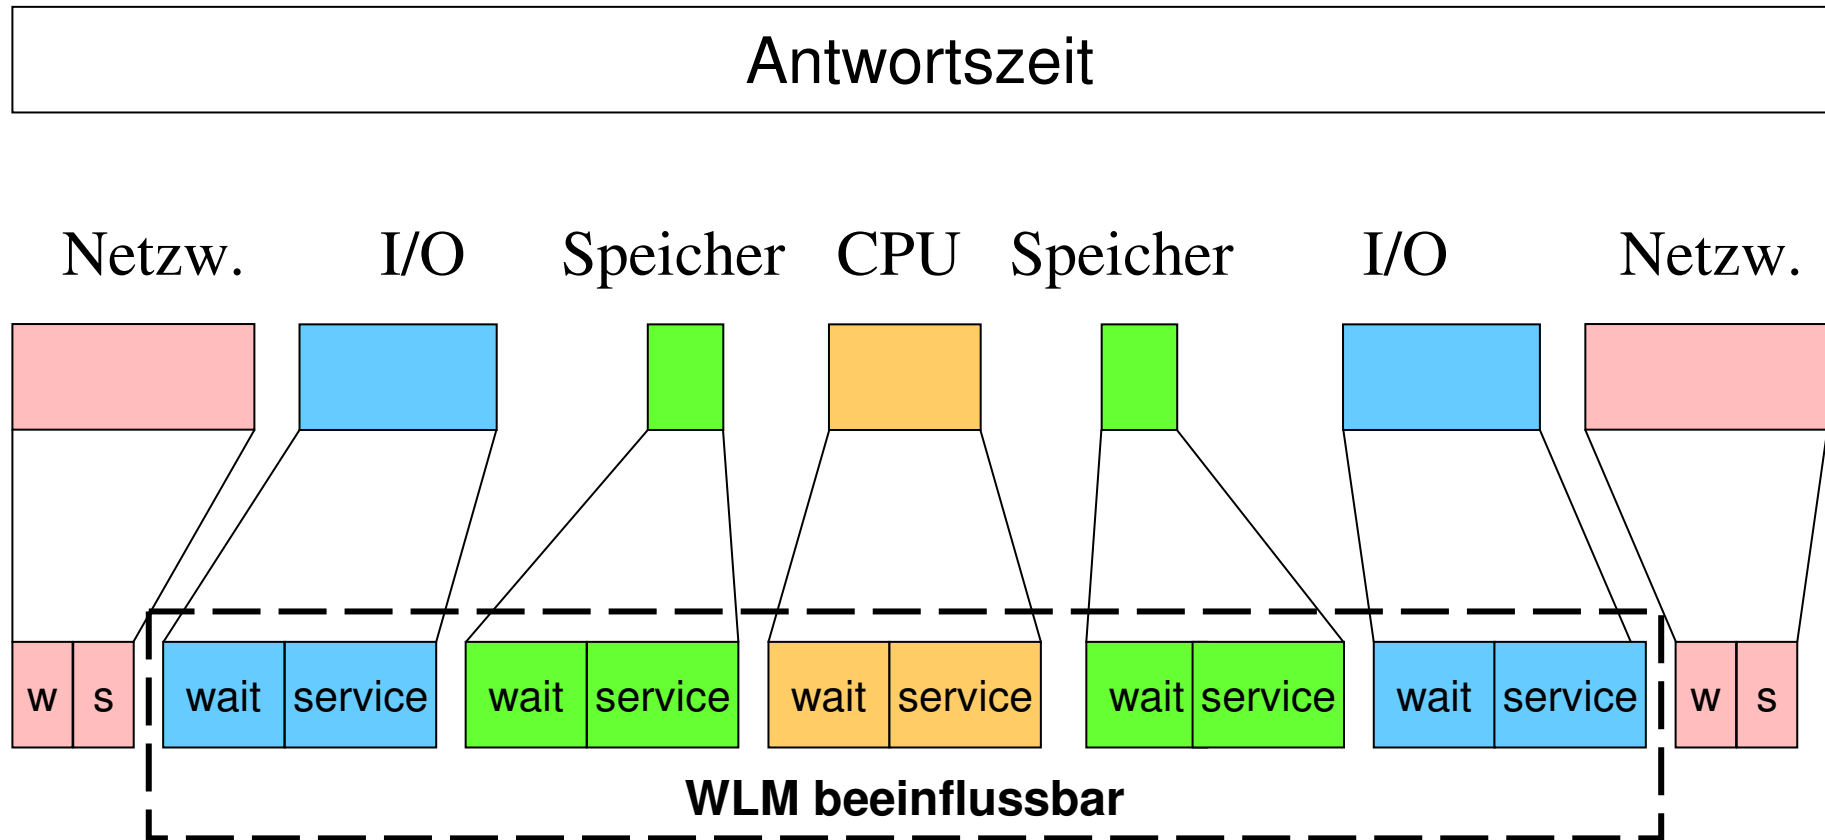 Antwortszeit
Netzw. I/O Speicher CPU Speicher I/O Netzw.
w s wait service wait service wait service wait service wait service w s
WLM beeinflussbar